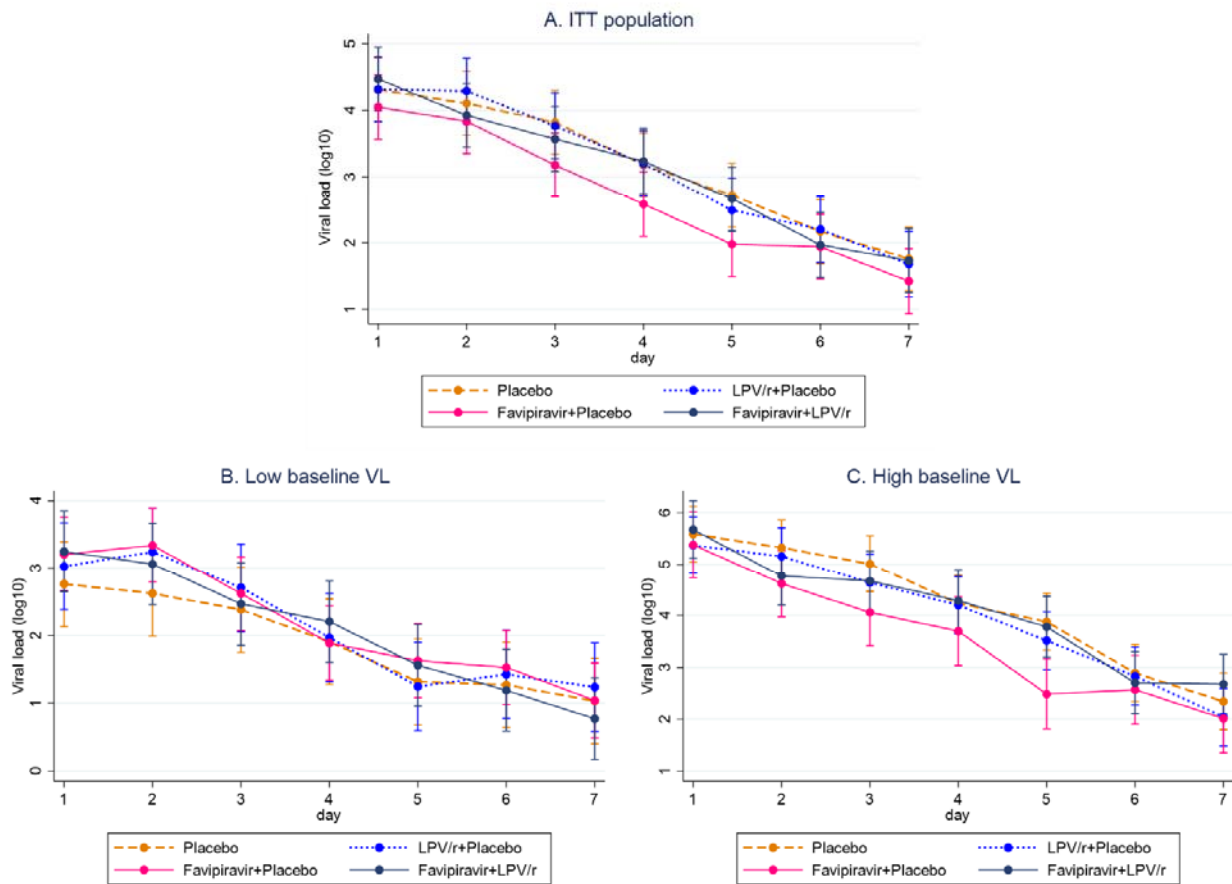 A. ITT population
Viral load (log10)
5
4
3
2
1
1 2 3 4 5 6 7
day
Placebo LPV/r+Placebo
Favipiravir+Placebo Favipiravir+LPV/r
B. Low baseline VL
Viral load (log10)
4
3
2
1
0
1 2 3 4 5 6 7
day
Placebo LPV/r+Placebo
Favipiravir+Placebo Favipiravir+LPV/r
C. High baseline VL
Viral load (log10)
6
5
4
3
2
1
1 2 3 4 5 6 7
day
Placebo LPV/r+Placebo
Favipiravir+Placebo Favipiravir+LPV/r